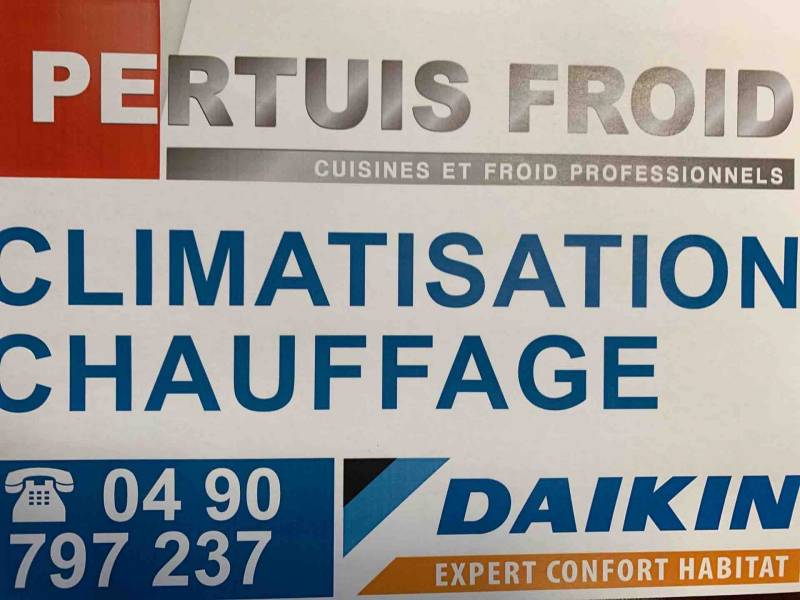 PERTUIS FROID
CUISINES ET FROID PROFESSIONNELS
CLIMATISATION
CHAUFFAGE
04 90
797 237
DAIKIN
EXPERT CONFORT HABITAT